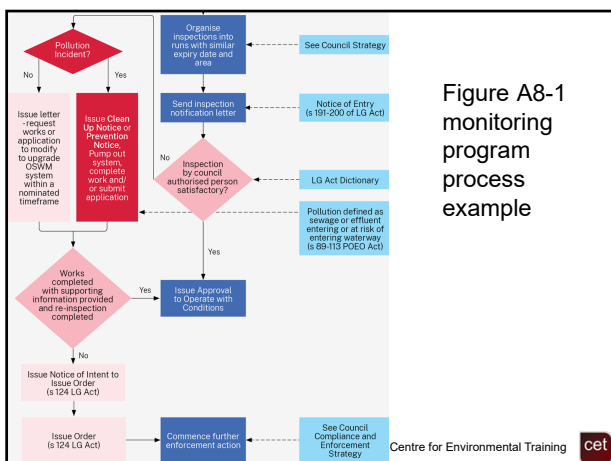 Organise
inspections into
runs with similar
expiry date and
area
See Council Strategy
Pollution
Incident?
No
Yes
Send inspection
notification letter
Notice of Entry
(s 191-200 of LG Act)
Issue letter
- request
works or
application
to modify
to upgrade
OSWM
system
within a
nominated
timeframe
Issue Clean
Up Notice or
Prevention
Notice,
Pump out
system,
complete
work and/
or submit
application
No
Inspection
by council
authorised person
satisfactory?
LG Act Dictionary
Pollution defined as
sewage or effluent
entering or at risk of
entering waterway
(s 89-113 POEO Act)
Yes
Works
completed
with supporting
information provided
and re-inspection
completed
Yes
Issue Approval
to Operate with
Conditions
No
Issue Notice of Intent to
Issue Order
(s 124 LG Act)
Issue Order
(s 124 LG Act)
Commence further
enforcement action
See Council
Compliance and
Enforcement
Strategy
Figure A8-1
monitoring
program
process
example
Centre for Environmental Training
cet